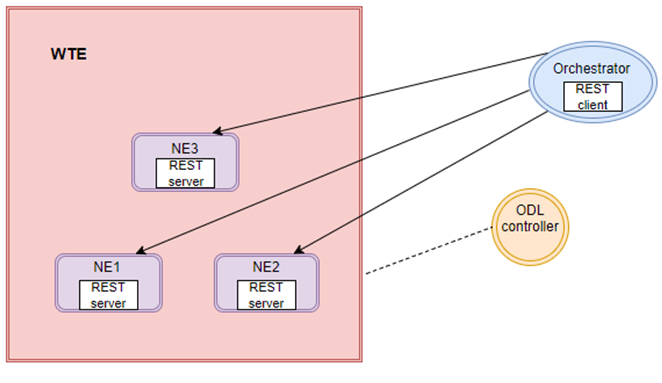 WTE
Orchestrator
REST
client
NE3
REST
server
ODL
controller
NE1
REST
server
NE2
REST
server